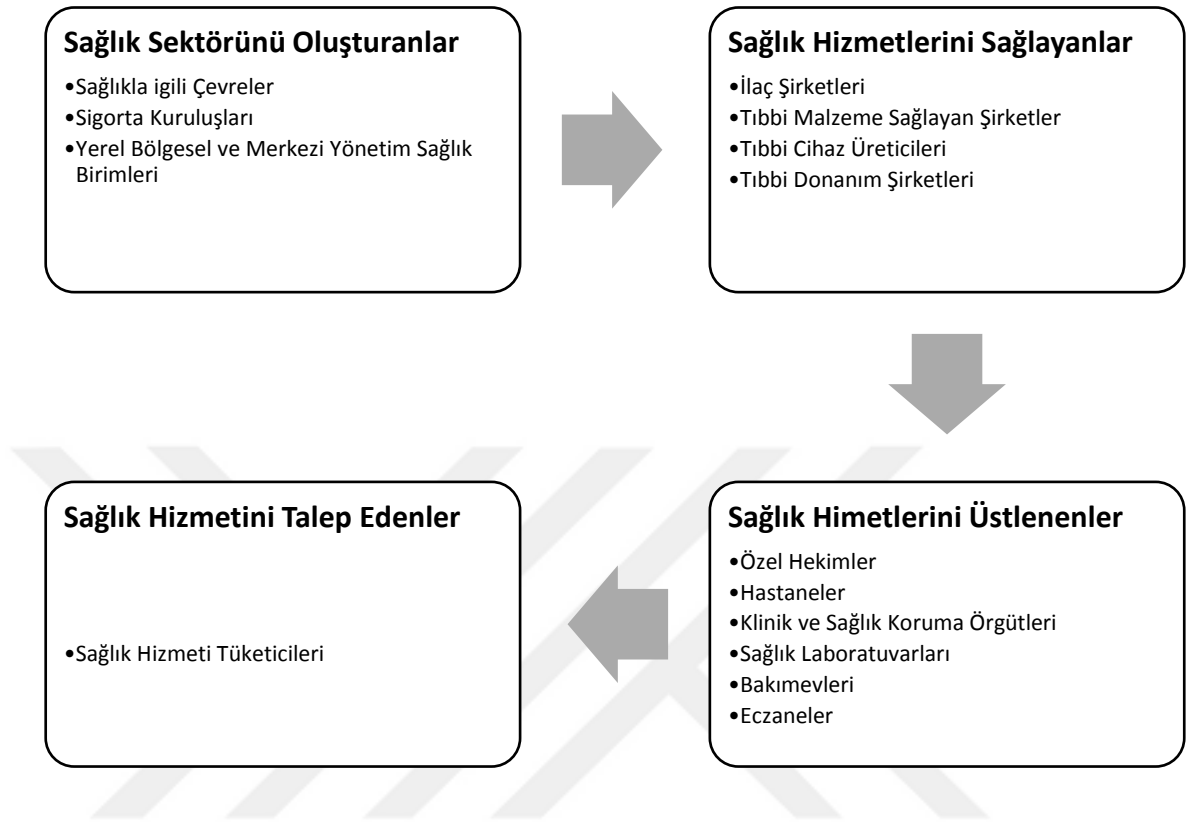 Sağlık Sektörünü Oluşturanlar
•Sağlıkla igili Çevreler
•Sigorta Kuruluşları
•Yerel Bölgesel ve Merkezi Yönetim Sağlık
Birimleri
Sağlık Hizmetlerini Sağlayanlar
•İlaç Şirketleri
•Tıbbi Malzeme Sağlayan Şirketler
•Tıbbi Cihaz Üreticileri
•Tıbbi Donanım Şirketleri
Sağlık Himetlerini Üstlenenler
•Özel Hekimler
•Hastaneler
•Klinik ve Sağlık Koruma Örgütleri
•Sağlık Laboratuvarları
•Bakımevleri
•Eczaneler
Sağlık Hizmetini Talep Edenler
•Sağlık Hizmeti Tüketicileri